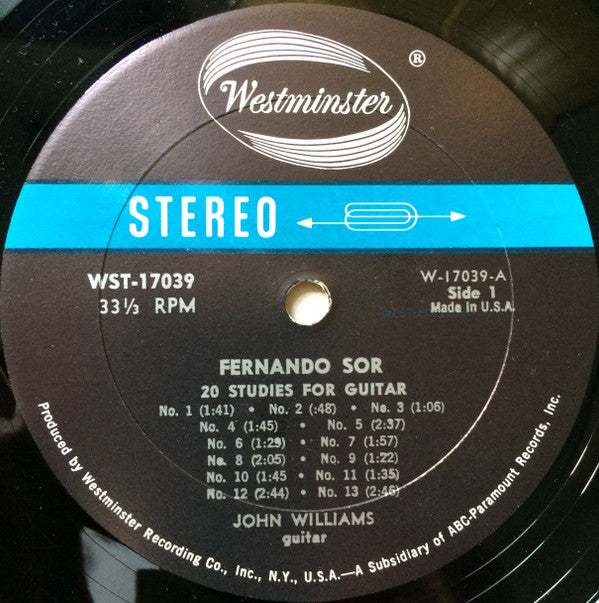 Westminster
®
STEREO
WST-17039
33⅓ RPM
W-17039-A
Side 1
Made in U.S.A.
FERNANDO SOR
20 STUDIES FOR GUITAR
No. 1 (1:41) • No. 2 (:48) • No. 3 (1:06)
No. 4 (1:45) • No. 5 (2:37)
No. 6 (1:29) • No. 7 (1:57)
No. 8 (2:05) • No. 9 (1:22)
No. 10 (1:45 • No. 11 (1:35)
No. 12 (2:44) • No. 13 (2:46)
JOHN WILLIAMS
guitar
Produced by Westminster Recording Co., Inc., N.Y., U.S.A.—A Subsidiary of ABC-Paramount Records, Inc.